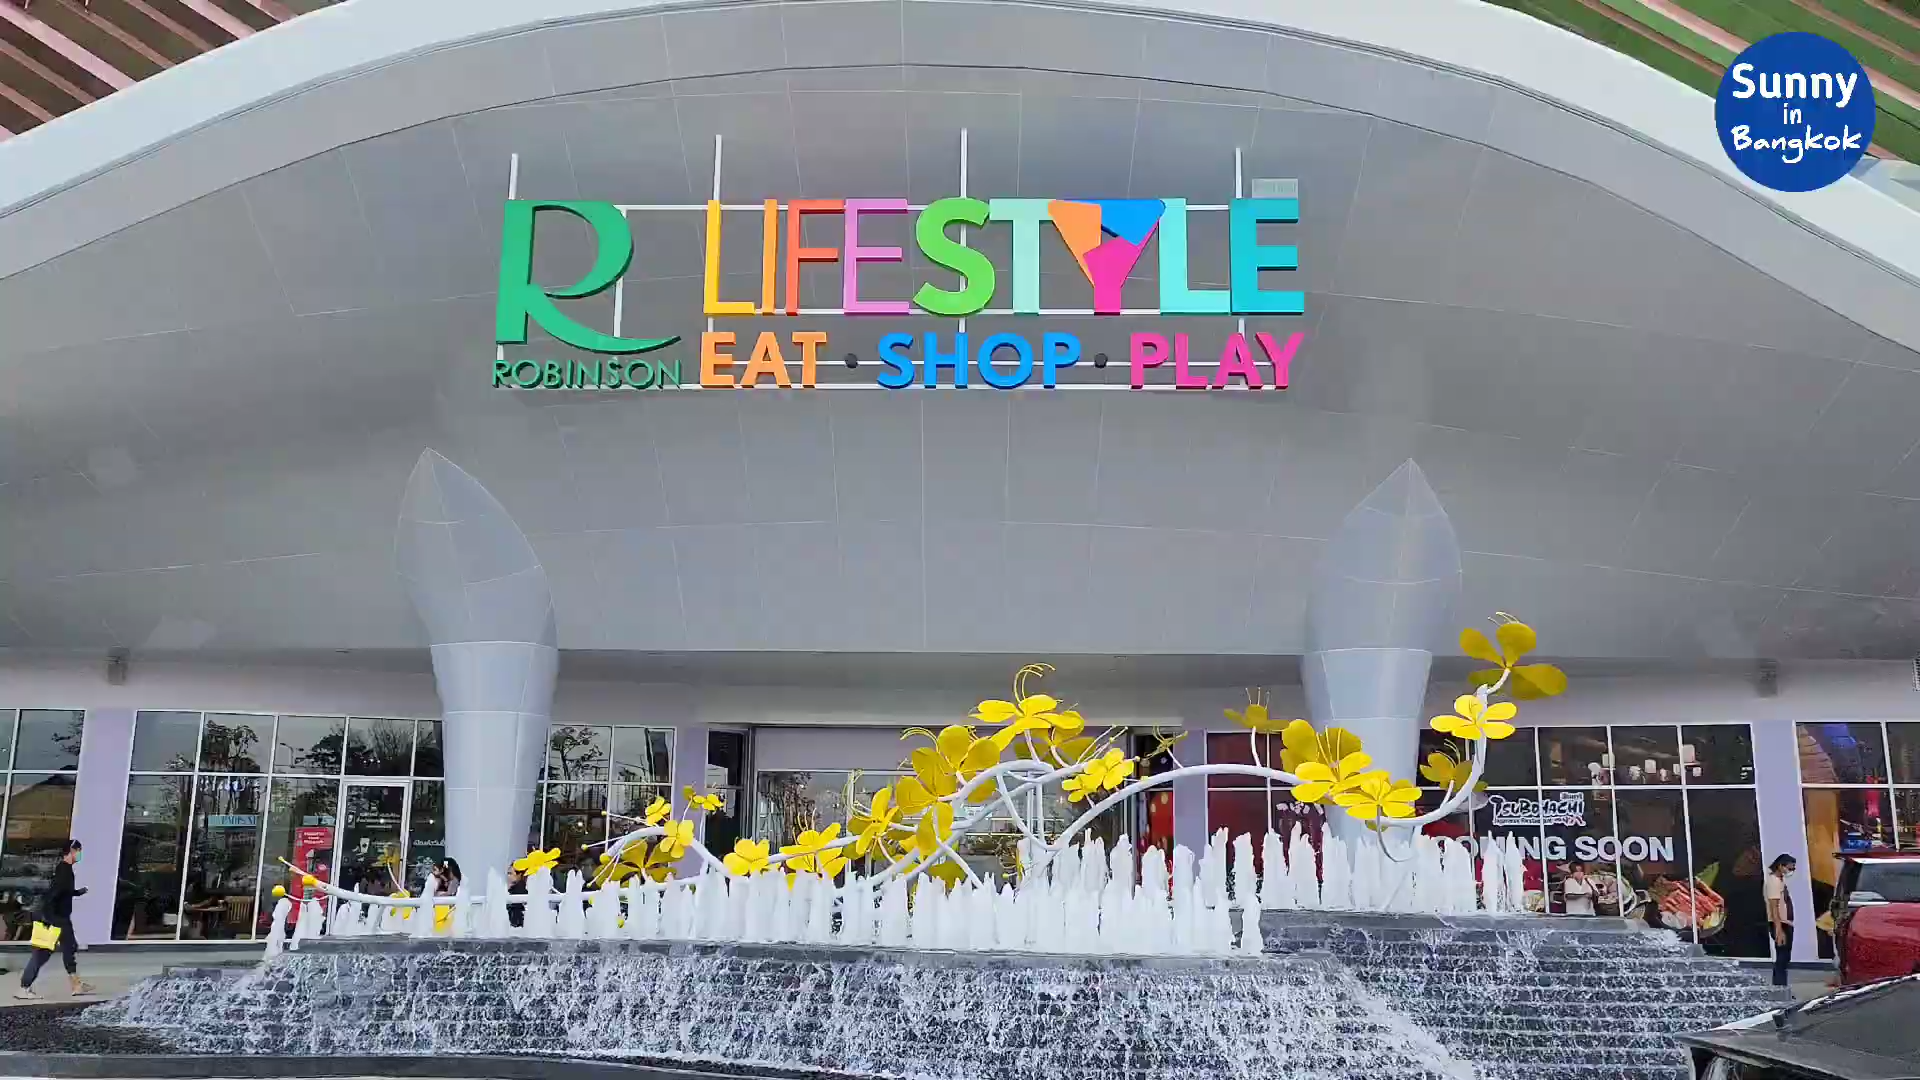 Sunny
in
Bangkok
R LIFESTYLE
ROBINSON
EAT • SHOP • PLAY
TSUBOHACHI
COMING SOON